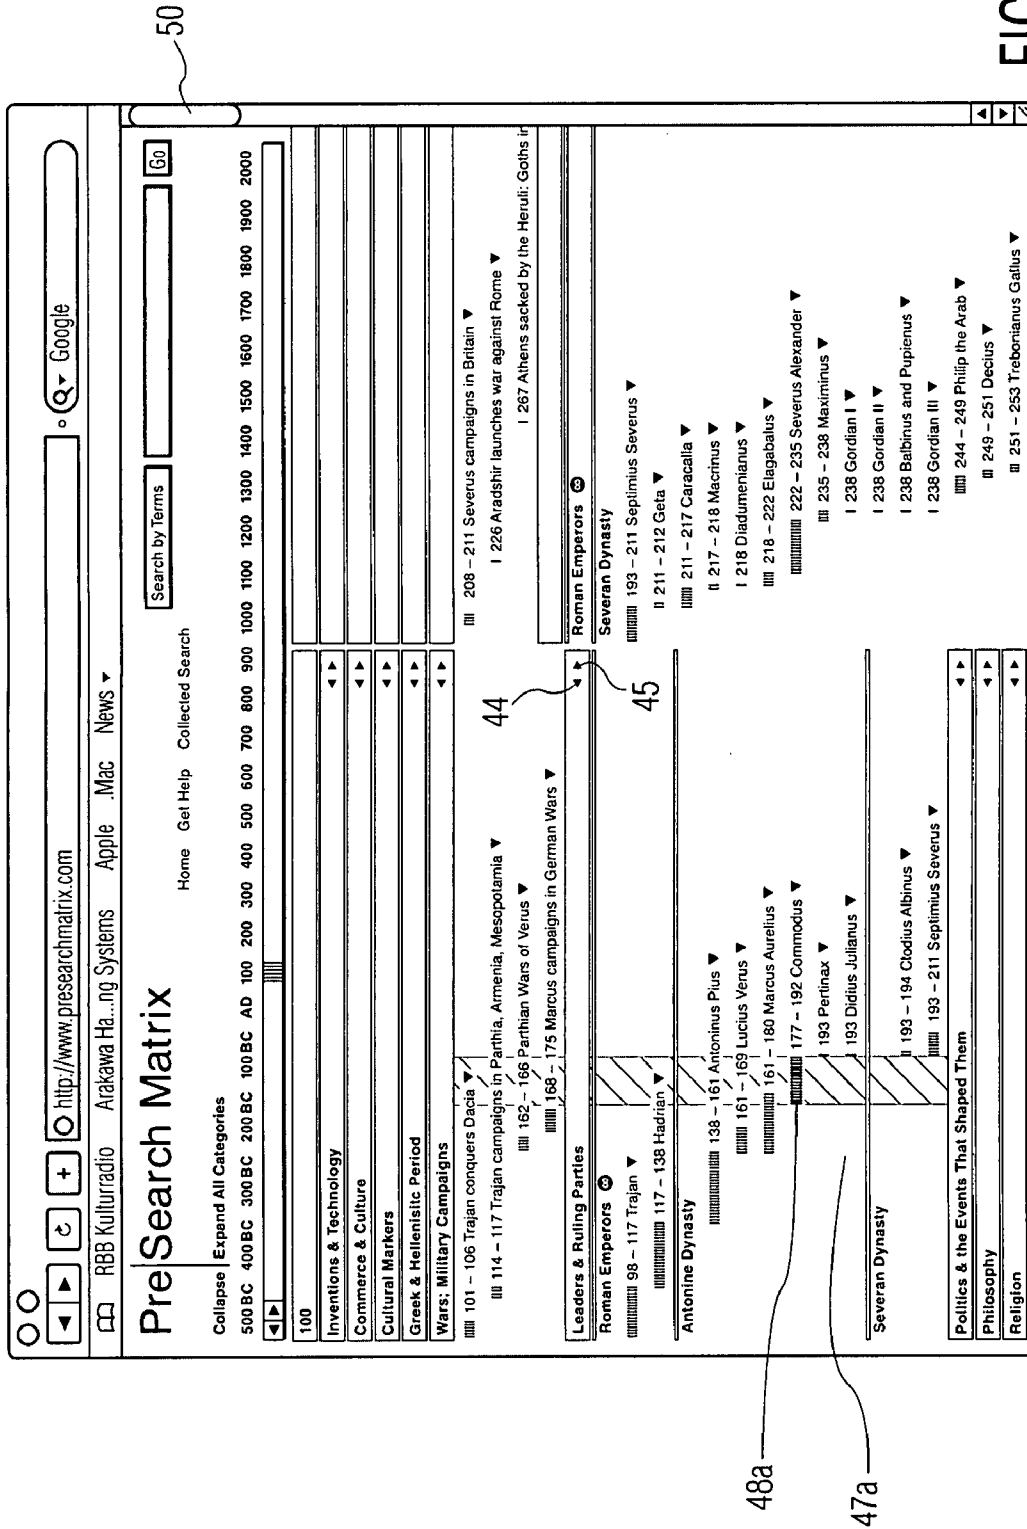 http://www.presearchmatrix.com
Google
RBB Kulturradio Arakawa Ha...ng Systems Apple .Mac News ▼
Pre|Search Matrix
Home Get Help Collected Search
Search by Terms
Go
Collapse | Expand All Categories
500 BC 400 BC 300 BC 200 BC 100 BC AD 100 200 300 400 500 600 700 800 900 1000 1100 1200 1300 1400 1500 1600 1700 1800 1900 2000
50
100
Inventions & Technology
Commerce & Culture
Cultural Markers
Greek & Hellenisitc Period
Wars; Military Campaigns
101 – 106 Trajan conquers Dacia ▼
114 – 117 Trajan campaigns in Parthia, Armenia, Mesopotamia ▼
162 – 166 Parthian Wars of Verus ▼
168 – 175 Marcus campaigns in German Wars ▼
208 – 211 Severus campaigns in Britain ▼
226 Aradshir launches war against Rome ▼
267 Athens sacked by the Heruli: Goths in
44
45
Leaders & Ruling Parties
Roman Emperors
98 – 117 Trajan ▼
117 – 138 Hadrian ▼
Antonine Dynasty
138 – 161 Antoninus Pius ▼
161 – 169 Lucius Verus ▼
161 – 180 Marcus Aurelius ▼
177 – 192 Commodus ▼
193 Pertinax ▼
193 Didius Julianus ▼
Severan Dynasty
193 – 194 Ctodius Albinus ▼
193 – 211 Septimius Severus ▼
Roman Emperors
Severan Dynasty
193 – 211 Septimius Severus ▼
211 – 212 Geta ▼
211 – 217 Caracalla ▼
217 – 218 Macrinus ▼
218 Diadumenianus ▼
218 – 222 Elagabalus ▼
222 – 235 Severus Alexander ▼
235 – 238 Maximinus ▼
238 Gordian I ▼
238 Gordian II ▼
238 Balbinus and Pupienus ▼
238 Gordian III ▼
244 – 249 Philip the Arab ▼
249 – 251 Decius ▼
251 – 253 Trebonianus Gallus ▼
Politics & the Events That Shaped Them
Philosophy
Religion
48a
47a